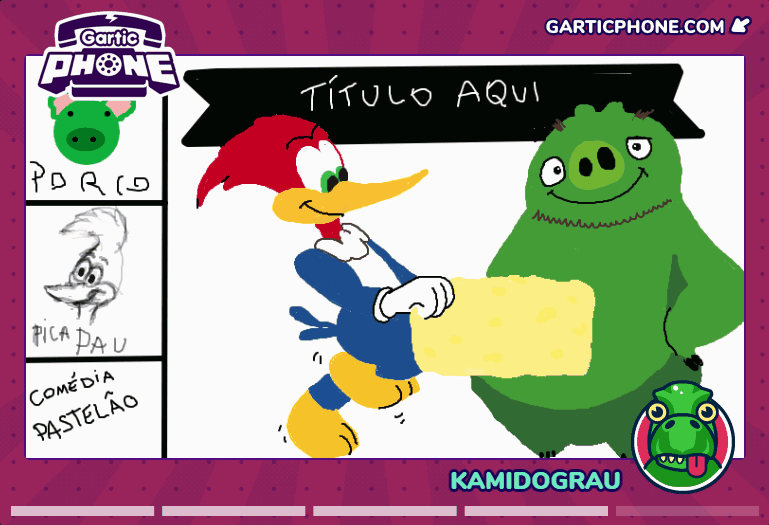 Gartic
PHONE
GARTICPHONE.COM
TÍTULO AQUI
PORCO
PICA
PAU
COMÉDIA
PASTELÃO
KAMIDOGRAU